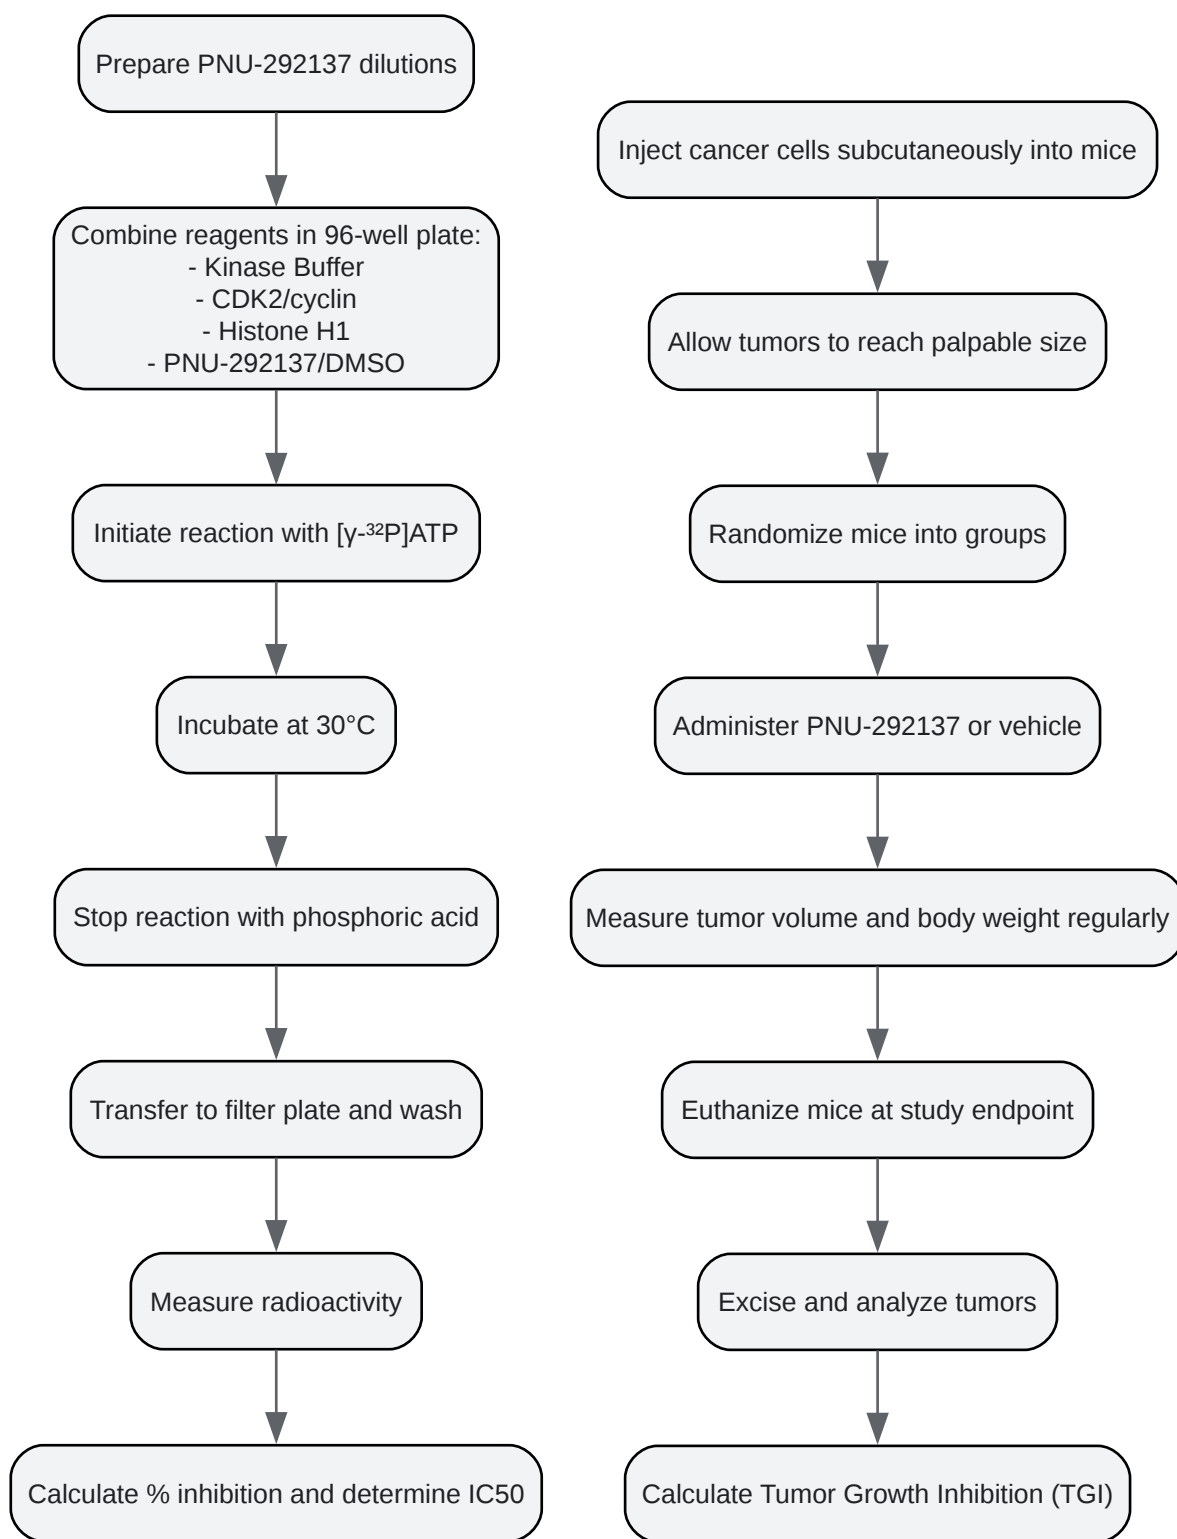 Prepare PNU-292137 dilutions
Combine reagents in 96-well plate:
- Kinase Buffer
- CDK2/cyclin
- Histone H1
- PNU-292137/DMSO
Initiate reaction with [γ-³²P]ATP
Incubate at 30°C
Stop reaction with phosphoric acid
Transfer to filter plate and wash
Measure radioactivity
Calculate % inhibition and determine IC50
Inject cancer cells subcutaneously into mice
Allow tumors to reach palpable size
Randomize mice into groups
Administer PNU-292137 or vehicle
Measure tumor volume and body weight regularly
Euthanize mice at study endpoint
Excise and analyze tumors
Calculate Tumor Growth Inhibition (TGI)